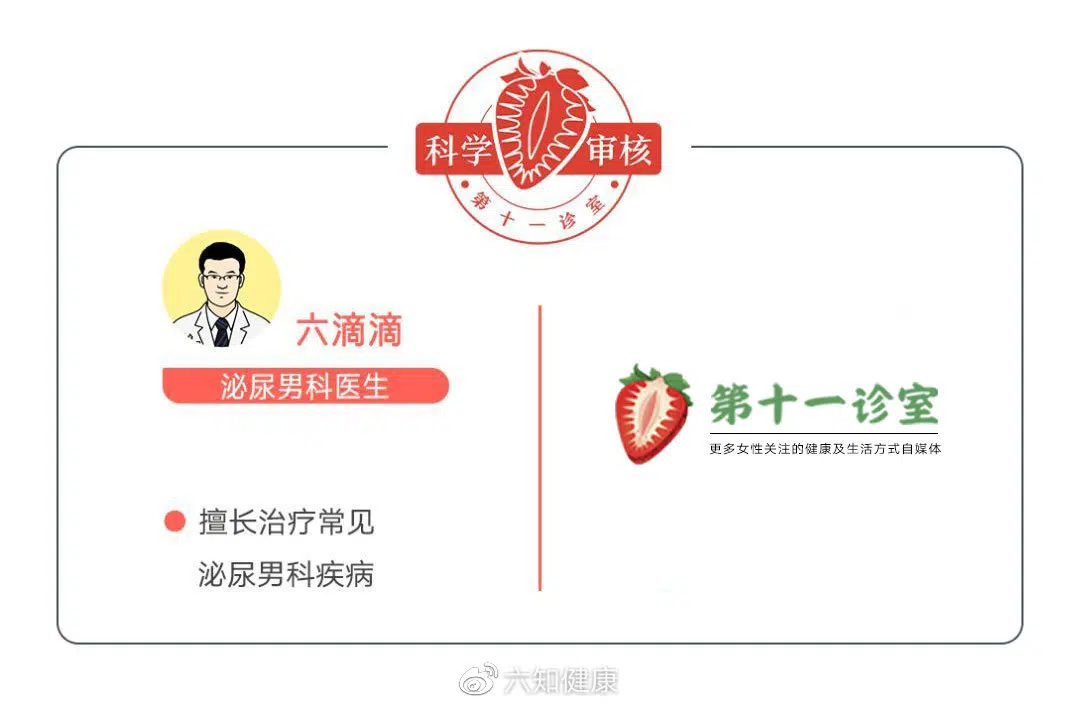 科学审核
第十一诊室
六滴滴
泌尿男科医生
擅长治疗常见
泌尿男科疾病
第十一诊室
更多女性关注的健康及生活方式自媒体
六知健康